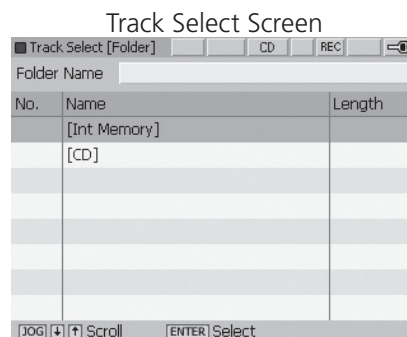 Track Select Screen
Track Select [Folder] CD REC
Folder Name
No. Name Length
[Int Memory]
[CD]
JOG Scroll ENTER Select